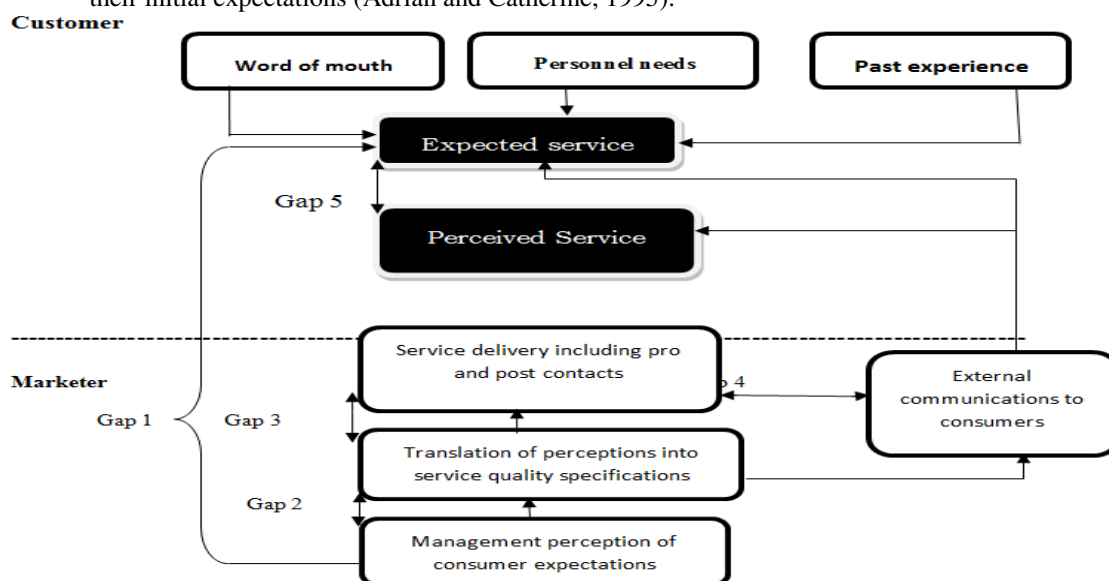 their initial expectations (Adrian and Catherine, 1995).
Customer
Word of mouth
Personnel needs
Past experience
Expected service
Gap 5
Perceived Service
Service delivery including pro
and post contacts
Marketer
4
External
communications to
consumers
Gap 1
Gap 3
Translation of perceptions into
service quality specifications
Gap 2
Management perception of
consumer expectations